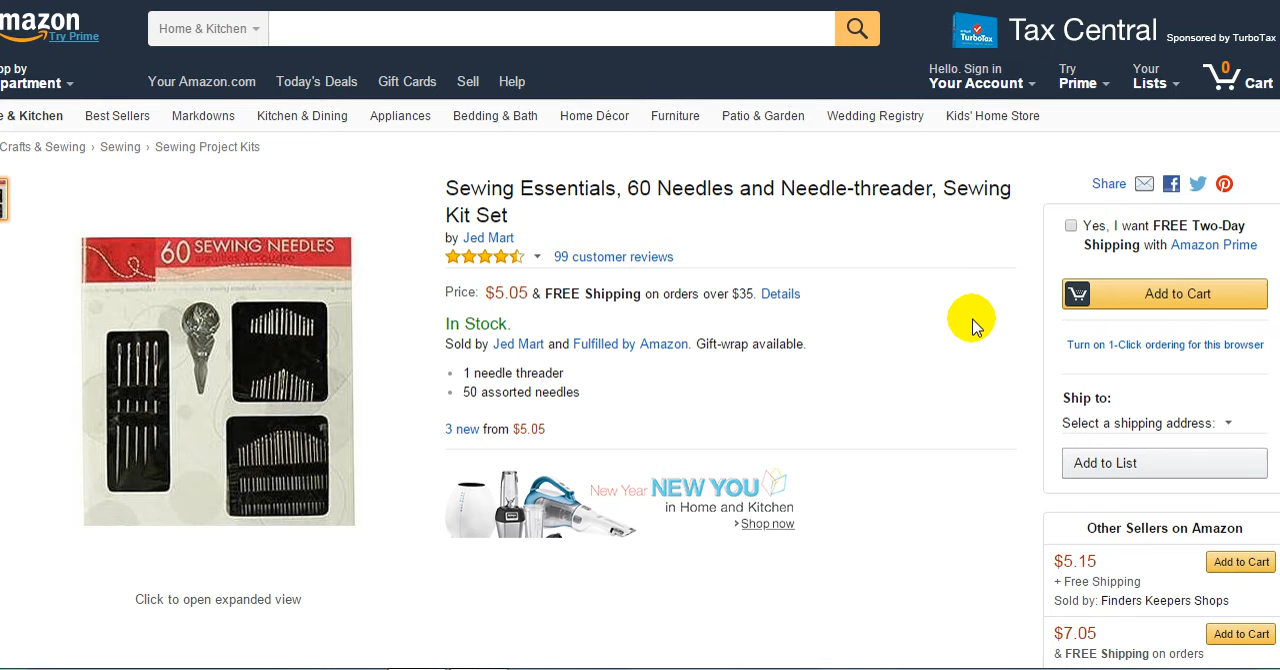 mazon
Try Prime
Home & Kitchen
TurboTax
Tax Central Sponsored by TurboTax
op by
partment
Your Amazon.com Today's Deals Gift Cards Sell Help
Hello. Sign in
Your Account
Try
Prime
Your
Lists
0
Cart
e & Kitchen Best Sellers Markdowns Kitchen & Dining Appliances Bedding & Bath Home Décor Furniture Patio & Garden Wedding Registry Kids' Home Store
Crafts & Sewing › Sewing › Sewing Project Kits
60 SEWING NEEDLES
aiguilles à coudre
Click to open expanded view
Sewing Essentials, 60 Needles and Needle-threader, Sewing
Kit Set
by Jed Mart
99 customer reviews
Price: $5.05 & FREE Shipping on orders over $35. Details
In Stock.
Sold by Jed Mart and Fulfilled by Amazon. Gift-wrap available.
1 needle threader
50 assorted needles
3 new from $5.05
New Year NEW YOU
in Home and Kitchen
› Shop now
Share
Yes, I want FREE Two-Day
Shipping with Amazon Prime
Add to Cart
Turn on 1-Click ordering for this browser
Ship to:
Select a shipping address:
Add to List
Other Sellers on Amazon
$5.15 Add to Cart
+ Free Shipping
Sold by: Finders Keepers Shops
$7.05 Add to Cart
& FREE Shipping on orders